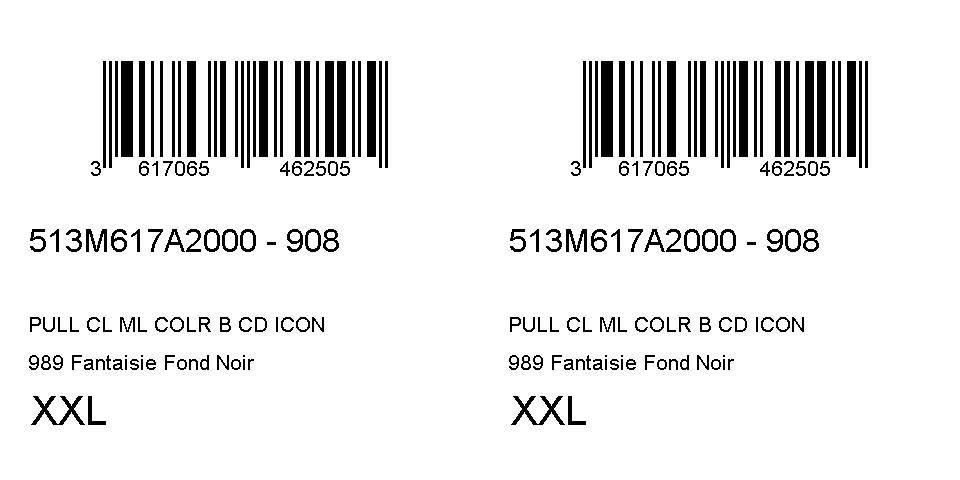 3 617065 462505
513M617A2000 - 908
PULL CL ML COLR B CD ICON
989 Fantaisie Fond Noir
XXL
3 617065 462505
513M617A2000 - 908
PULL CL ML COLR B CD ICON
989 Fantaisie Fond Noir
XXL